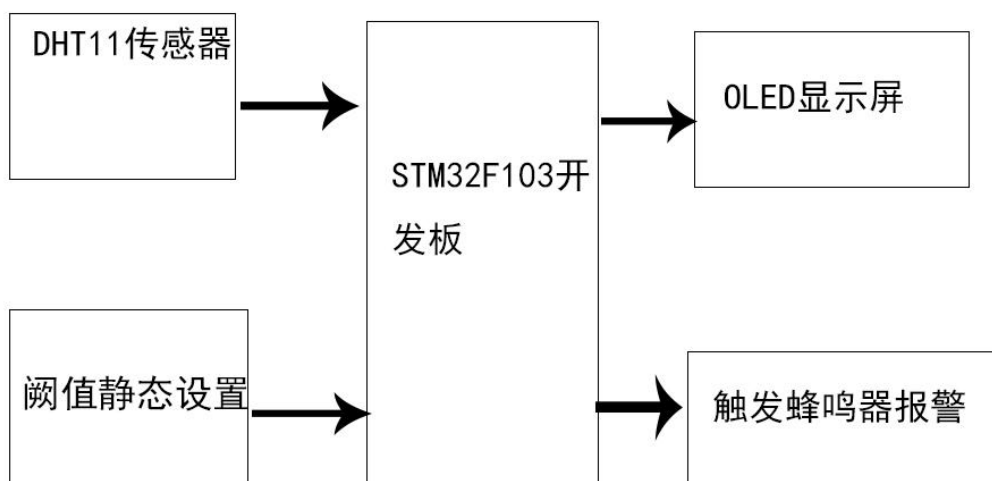 DHT11传感器
OLED显示屏
STM32F103开
发板
阙值静态设置
触发蜂鸣器报警